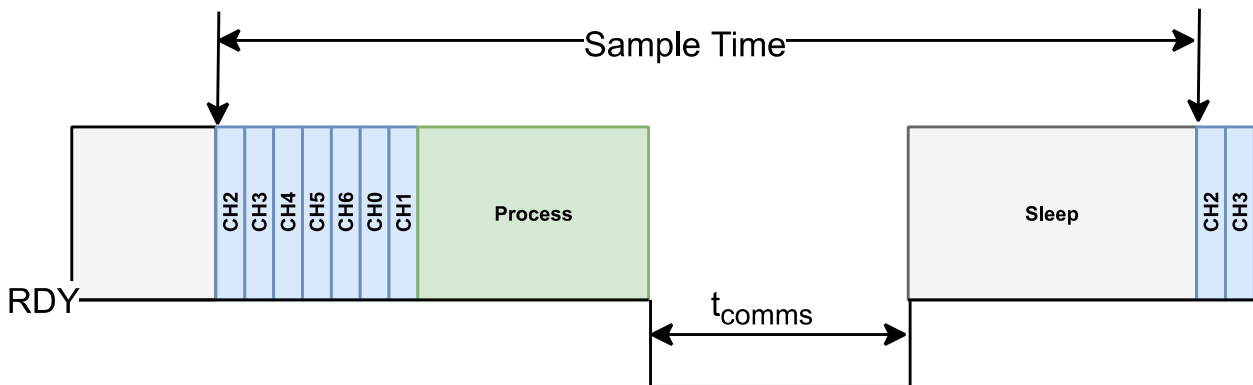 Sample Time
CH2
CH3
CH4
CH5
CH6
CH0
CH1
Process
Sleep
CH2
CH3
RDY
tcomms